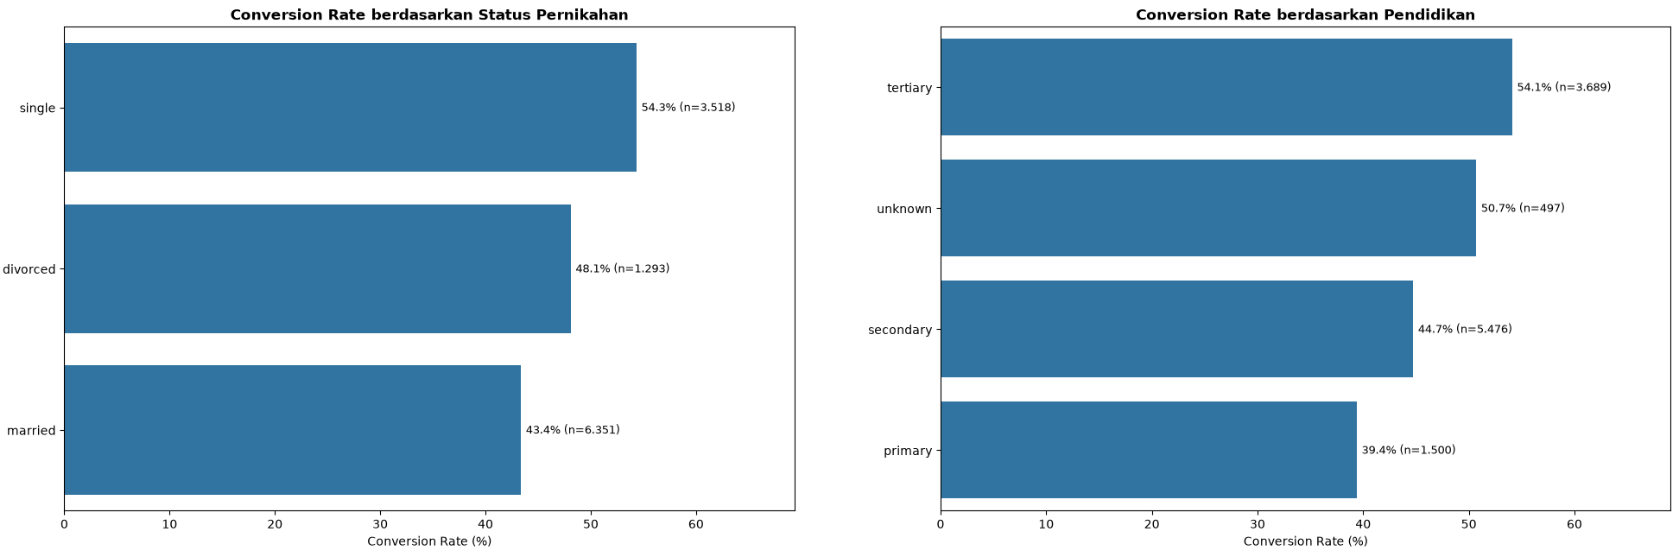 Conversion Rate berdasarkan Status Pernikahan
single
54.3% (n=3.518)
divorced
48.1% (n=1.293)
married
43.4% (n=6.351)
0 10 20 30 40 50 60
Conversion Rate (%)
Conversion Rate berdasarkan Pendidikan
tertiary
54.1% (n=3.689)
unknown
50.7% (n=497)
secondary
44.7% (n=5.476)
primary
39.4% (n=1.500)
0 10 20 30 40 50 60
Conversion Rate (%)